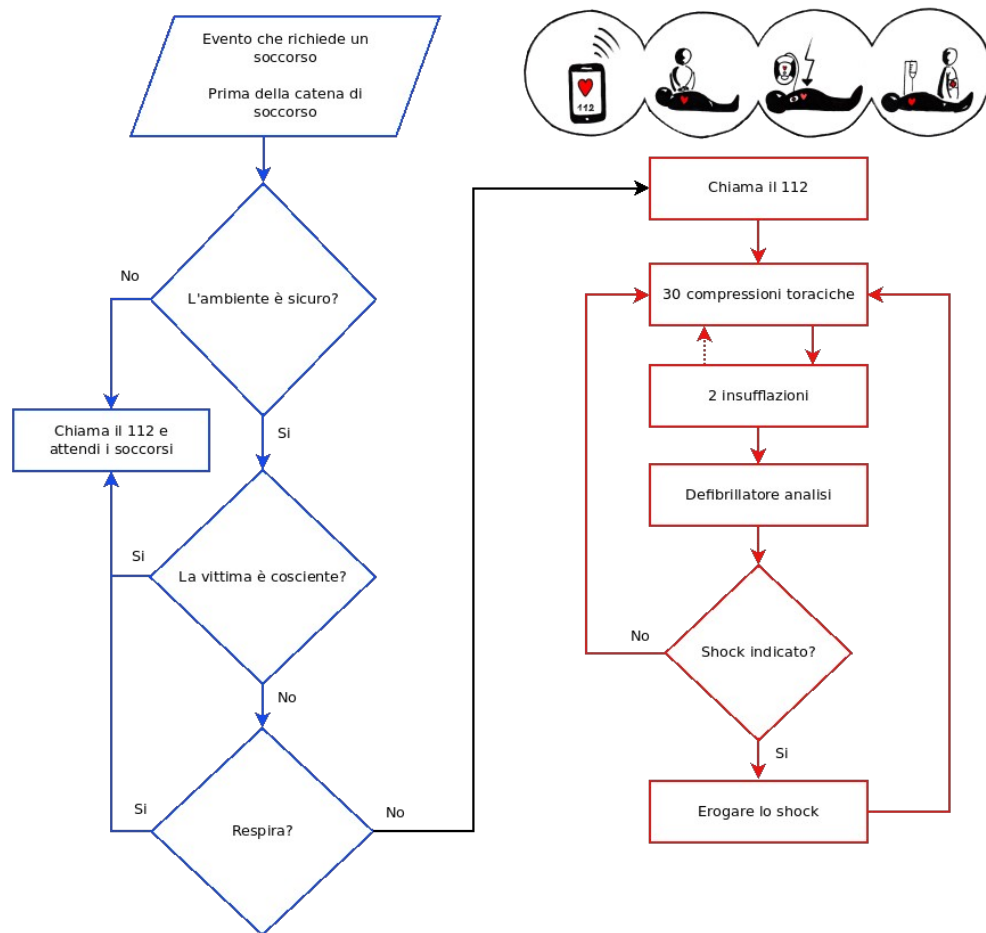 Evento che richiede un
soccorso
Prima della catena di
soccorso
L'ambiente è sicuro?
No
Si
Chiama il 112 e
attendi i soccorsi
La vittima è cosciente?
Si
No
Respira?
Si
No
112
Chiama il 112
30 compressioni toraciche
2 insufflazioni
Defibrillatore analisi
Shock indicato?
No
Si
Erogare lo shock